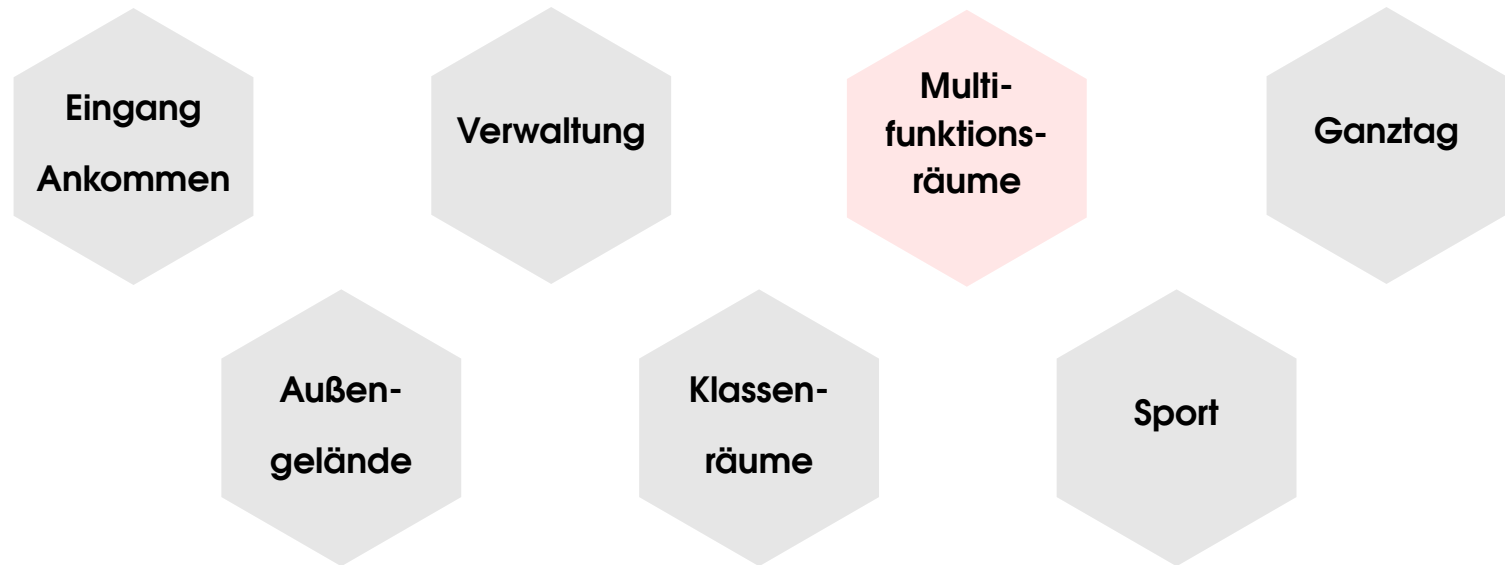 Eingang
Ankommen
Verwaltung
Multi-
funktions-
räume
Ganztag
Außen-
gelände
Klassen-
räume
Sport